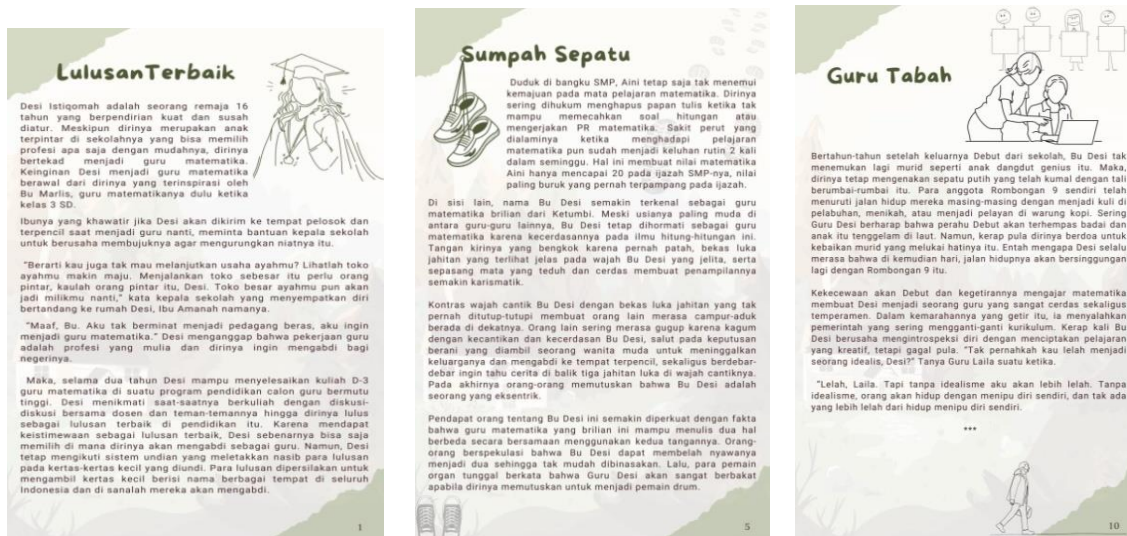 LulusanTerbaik
Desi Istiqomah adalah seorang remaja 16
tahun yang berpendirian kuat dan susah
diatur. Meskipun dirinya merupakan anak
terpintar di sekolahnya yang bisa memilih
profesi apa saja dengan mudahnya, dirinya
bertekad menjadi guru matematika.
Keinginan Desi menjadi guru matematika
berawal dari dirinya yang terinspirasi oleh
Bu Marlis, guru matematikanya dulu ketika
kelas 3 SD.
Ibunya yang khawatir jika Desi akan dikirim ke tempat pelosok dan
terpencil saat menjadi guru nanti, meminta bantuan kepala sekolah
untuk berusaha membujuknya agar mengurungkan niatnya itu.
"Berarti kau juga tak mau melanjutkan usaha ayahmu? Lihatlah toko
ayahmu makin maju. Menjalankan toko sebesar itu perlu orang
pintar, kaulah orang pintar itu, Desi. Toko besar ayahmu pun akan
jadi milikmu nanti," kata kepala sekolah yang menyempatkan diri
bertandang ke rumah Desi, Ibu Amanah namanya.
"Maaf, Bu. Aku tak berminat menjadi pedagang beras, aku ingin
menjadi guru matematika." Desi menganggap bahwa pekerjaan guru
adalah profesi yang mulia dan dirinya ingin mengabdi bagi
negerinya.
Maka, selama dua tahun Desi mampu menyelesaikan kuliah D-3
guru matematika di suatu program pendidikan calon guru bermutu
tinggi. Desi menikmati saat-saatnya berkuliah dengan diskusi-
diskusi bersama dosen dan teman-temannya hingga dirinya lulus
sebagai lulusan terbaik di pendidikan itu. Karena mendapat
keistimewaan sebagai lulusan terbaik, Desi sebenarnya bisa saja
memilih di mana dirinya akan mengabdi sebagai guru. Namun, Desi
tetap mengikuti sistem undian yang meletakkan nasib para lulusan
pada kertas-kertas kecil yang diundi. Para lulusan dipersilakan untuk
mengambil kertas kecil berisi nama berbagai tempat di seluruh
Indonesia dan di sanalah mereka akan mengabdi.
1
Sumpah Sepatu
Duduk di bangku SMP, Aini tetap saja tak menemui
kemajuan pada mata pelajaran matematika. Dirinya
sering dihukum menghapus papan tulis ketika tak
mampu memecahkan soal hitungan atau
mengerjakan PR matematika. Sakit perut yang
dialaminya ketika menghadapi pelajaran
matematika pun sudah menjadi keluhan rutin 2 kali
dalam seminggu. Hal ini membuat nilai matematika
Aini hanya mencapai 20 pada ijazah SMP-nya, nilai
paling buruk yang pernah terpampang pada ijazah.
Di sisi lain, nama Bu Desi semakin terkenal sebagai guru
matematika brilian dari Ketumbi. Meski usianya paling muda di
antara guru-guru lainnya, Bu Desi tetap dihormati sebagai guru
matematika karena kecerdasannya pada ilmu hitung-hitungan ini.
Tangan kirinya yang bengkok karena pernah patah, bekas luka
jahitan yang terlihat jelas pada wajah Bu Desi yang jelita, serta
sepasang mata yang teduh dan cerdas membuat penampilannya
semakin karismatik.
Kontras wajah cantik Bu Desi dengan bekas luka jahitan yang tak
pernah ditutup-tutupi membuat orang lain merasa campur-aduk
berada di dekatnya. Orang lain sering merasa gugup karena kagum
dengan kecantikan dan kecerdasan Bu Desi, salut pada keputusan
berani yang diambil seorang wanita muda untuk meninggalkan
keluarganya dan mengabdi ke tempat terpencil, sekaligus berdebar-
debar ingin tahu cerita di balik tiga jahitan luka di wajah cantiknya.
Pada akhirnya orang-orang memutuskan bahwa Bu Desi adalah
seorang yang eksentrik.
Pendapat orang tentang Bu Desi ini semakin diperkuat dengan fakta
bahwa guru matematika yang brilian ini mampu menulis dua hal
berbeda secara bersamaan menggunakan kedua tangannya. Orang-
orang berspekulasi bahwa Bu Desi dapat membelah nyawanya
menjadi dua sehingga tak mudah dibinasakan. Lalu, para pemain
organ tunggal berkata bahwa Guru Desi akan sangat berbakat
apabila dirinya memutuskan untuk menjadi pemain drum.
5
Guru Tabah
Bertahun-tahun setelah keluarnya Debut dari sekolah, Bu Desi tak
menemukan lagi murid seperti anak dangdut genius itu. Maka,
dirinya tetap mengenakan sepatu putih yang telah kumal dengan tali
berumbai-rumbai itu. Para anggota Rombongan 9 sendiri telah
menuruti jalan hidup mereka masing-masing dengan menjadi kuli di
pelabuhan, menikah, atau menjadi pelayan di warung kopi. Sering
Guru Desi berharap bahwa perahu Debut akan terhempas badai dan
anak itu tenggelam di laut. Namun, kerap pula dirinya berdoa untuk
kebaikan murid yang melukai hatinya itu. Entah mengapa Desi selalu
merasa bahwa di kemudian hari, jalan hidupnya akan bersinggungan
lagi dengan Rombongan 9 itu.
Kekecewaan akan Debut dan kegetirannya mengajar matematika
membuat Desi menjadi seorang guru yang sangat cerdas sekaligus
temperamen. Dalam kemarahannya yang getir itu, ia menyalahkan
pemerintah yang sering mengganti-ganti kurikulum. Kerap kali Bu
Desi berusaha mengintrospeksi diri dengan menciptakan pelajaran
yang kreatif, tetapi gagal pula. "Tak pernahkah kau lelah menjadi
seorang idealis, Desi?" Tanya Guru Laila suatu ketika.
"Lelah, Laila. Tapi tanpa idealisme aku akan lebih lelah. Tanpa
idealisme, orang akan hidup dengan menipu diri sendiri, dan tak ada
yang lebih lelah dari hidup menipu diri sendiri.
***
10